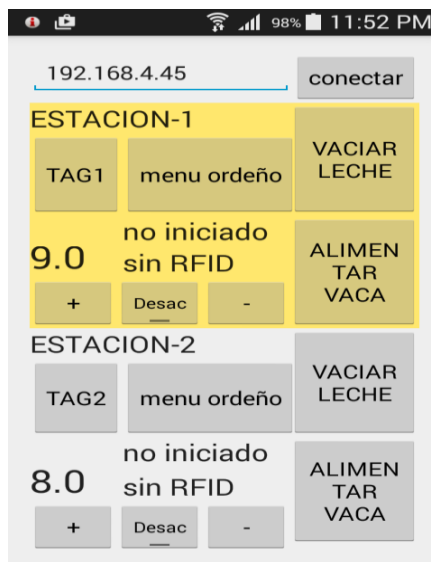 98% 11:52 PM
192.168.4.45 conectar
ESTACION-1
TAG1 menu ordeño VACIAR
LECHE
9.0 no iniciado
sin RFID
ALIMEN
TAR
VACA
+ Desac -
ESTACION-2
TAG2 menu ordeño VACIAR
LECHE
8.0 no iniciado
sin RFID
ALIMEN
TAR
VACA
+ Desac -